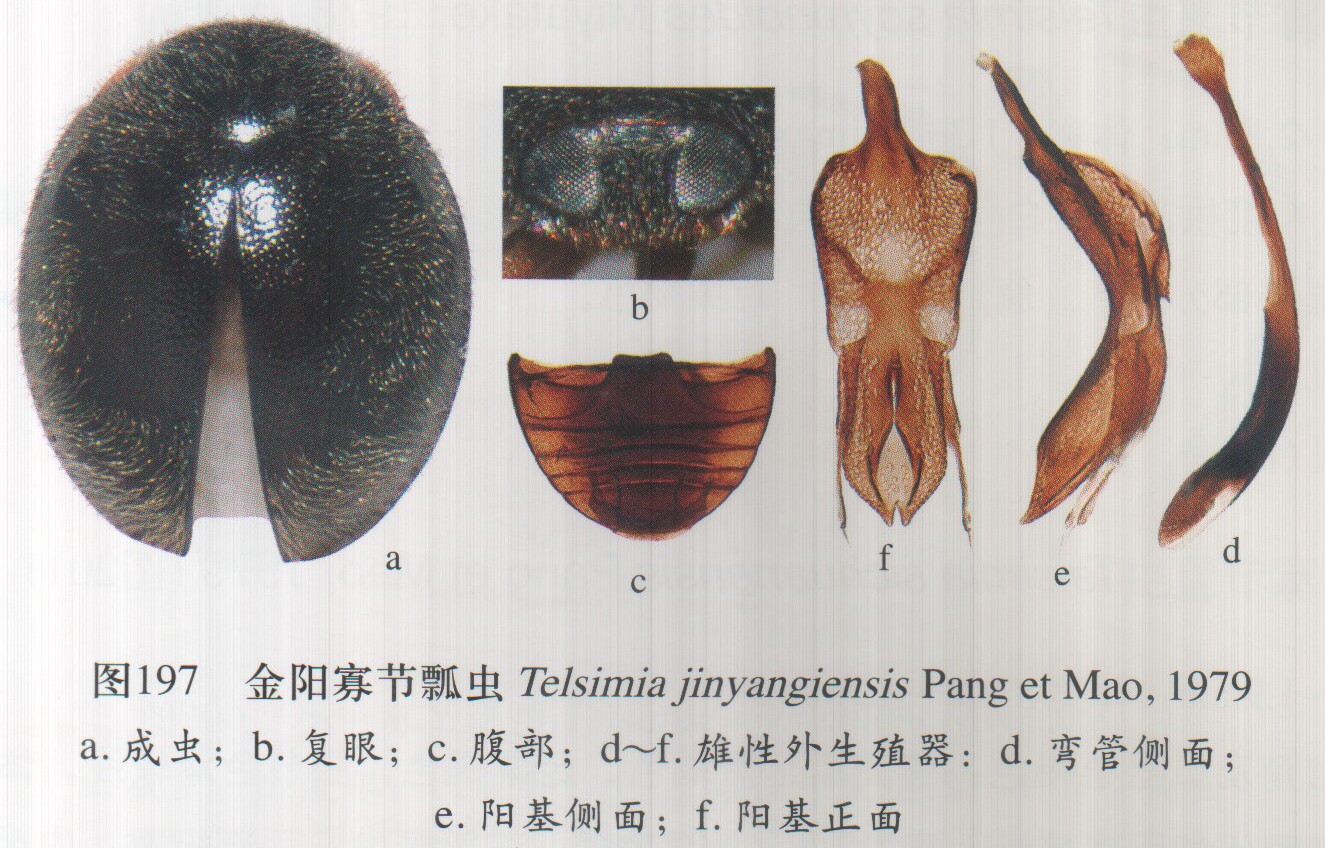 a
b
c
f
e
d
图197 金阳寡节瓢虫 Telsimia jinyangiensis Pang et Mao, 1979
a. 成虫；b. 复眼；c. 腹部；d～f. 雄性外生殖器：d. 弯管侧面；
e. 阳基侧面；f. 阳基正面